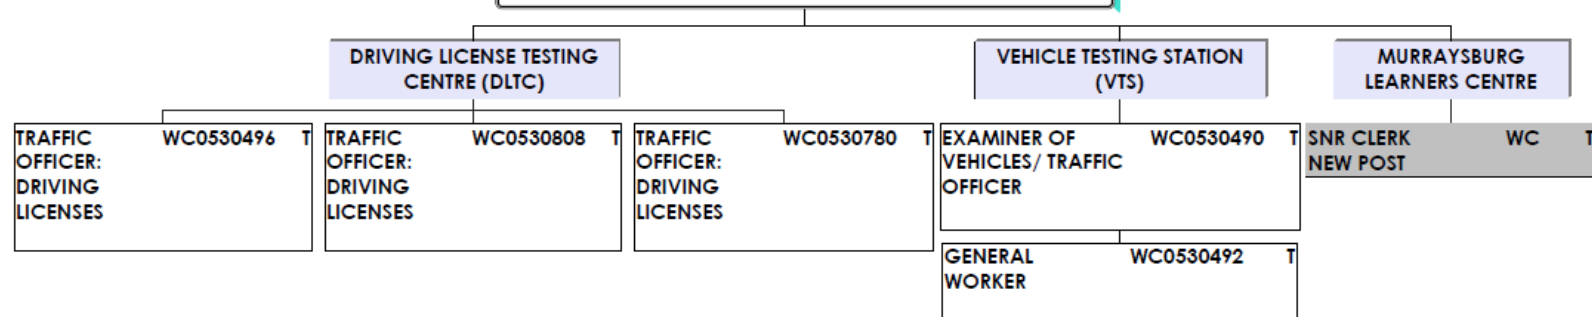 DRIVING LICENSE TESTING
CENTRE (DLTC)
VEHICLE TESTING STATION
(VTS)
MURRAYSBURG
LEARNERS CENTRE
TRAFFIC WC0530496 T
OFFICER:
DRIVING
LICENSES
TRAFFIC WC0530808 T
OFFICER:
DRIVING
LICENSES
TRAFFIC WC0530780 T
OFFICER:
DRIVING
LICENSES
EXAMINER OF WC0530490 T
VEHICLES/ TRAFFIC
OFFICER
GENERAL WC0530492 T
WORKER
SNR CLERK WC T
NEW POST